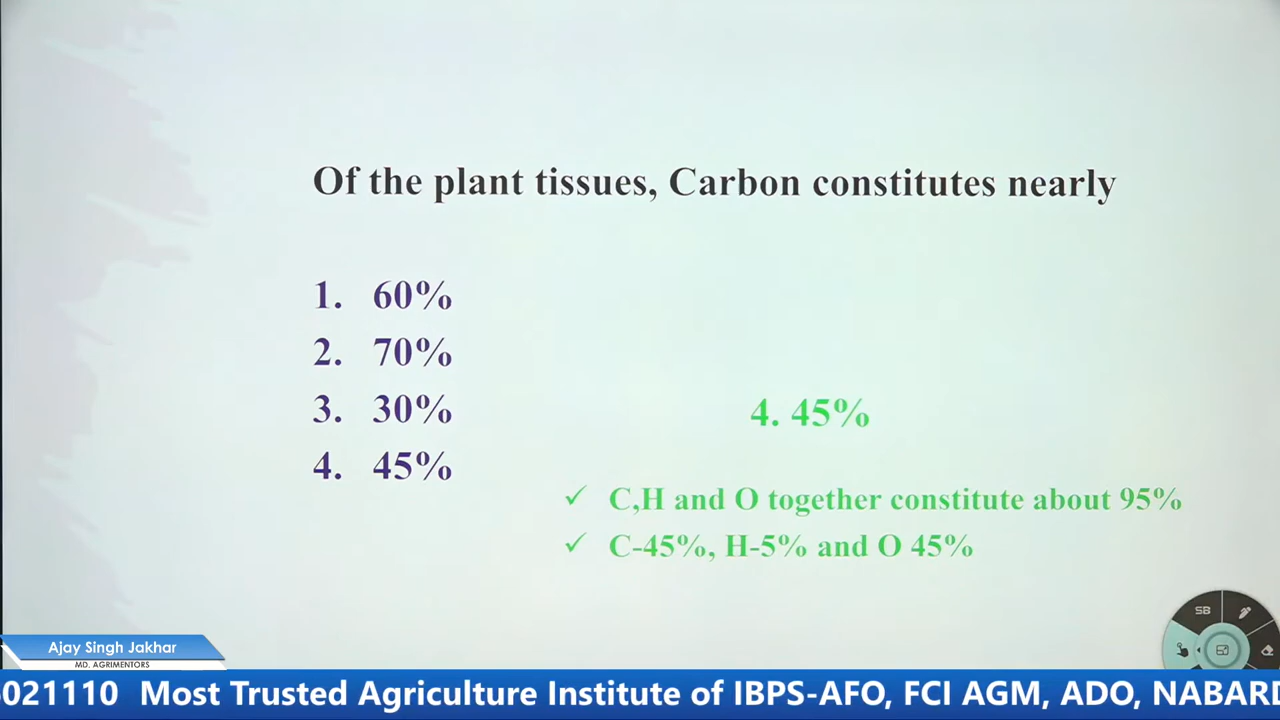 Of the plant tissues, Carbon constitutes nearly
1. 60%
2. 70%
3. 30%
4. 45%
4. 45%
✓ C,H and O together constitute about 95%
✓ C-45%, H-5% and O 45%
SB
Ajay Singh Jakhar
MD. AGRIMENTORS
021110 Most Trusted Agriculture Institute of IBPS-AFO, FCI AGM, ADO, NABARD